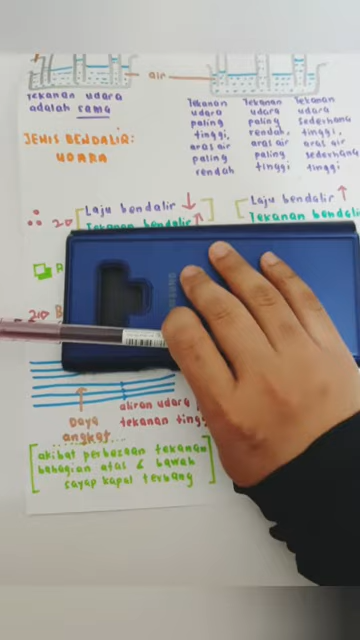 air
Tekanan udara
adalah sama
Tekanan
udara
paling
tinggi,
aras air
paling
rendah
Tekanan
udara
paling
rendah,
aras air
paling
tinggi
Tekanan
udara
sederhana
tinggi,
aras air
sederhana
tinggi
JENIS BENDALIR:
UDARA
∴ Laju bendalir ↓
Tekanan bendalir ↑
Laju bendalir ↑
Tekanan bendali
SAMSUNG
Daya
angkat
aliran udara
tekanan ting
akibat perbezaan tekanan
bahagian atas & bawah
sayap kapal terbang